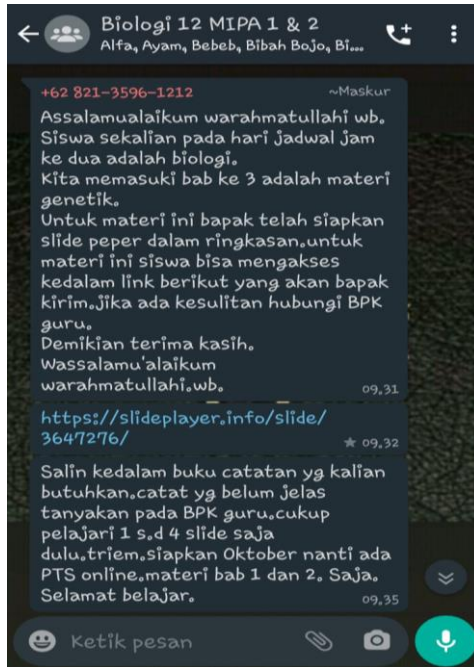 Biologi 12 MIPA 1 & 2
Alfa, Ayam, Bebeb, Bibah Bojo, Bi...
+62 821-3596-1212 ~Maskur
Assalamualaikum warahmatullahi wb.
Siswa sekalian pada hari jadwal jam
ke dua adalah biologi.
Kita memasuki bab ke 3 adalah materi
genetik.
Untuk materi ini bapak telah siapkan
slide peper dalam ringkasan.untuk
materi ini siswa bisa mengakses
kedalam link berikut yang akan bapak
kirim.jika ada kesulitan hubungi BPK
guru.
Demikian terima kasih.
Wassalamu'alaikum
warahmatullahi.wb. 09.31
https://slideplayer.info/slide/
3647276/ 09.32
Salin kedalam buku catatan yg kalian
butuhkan.catat yg belum jelas
tanyakan pada BPK guru.cukup
pelajari 1 s.d 4 slide saja
dulu.triem.siapkan Oktober nanti ada
PTS online.materi bab 1 dan 2. Saja.
Selamat belajar. 09.35
Ketik pesan